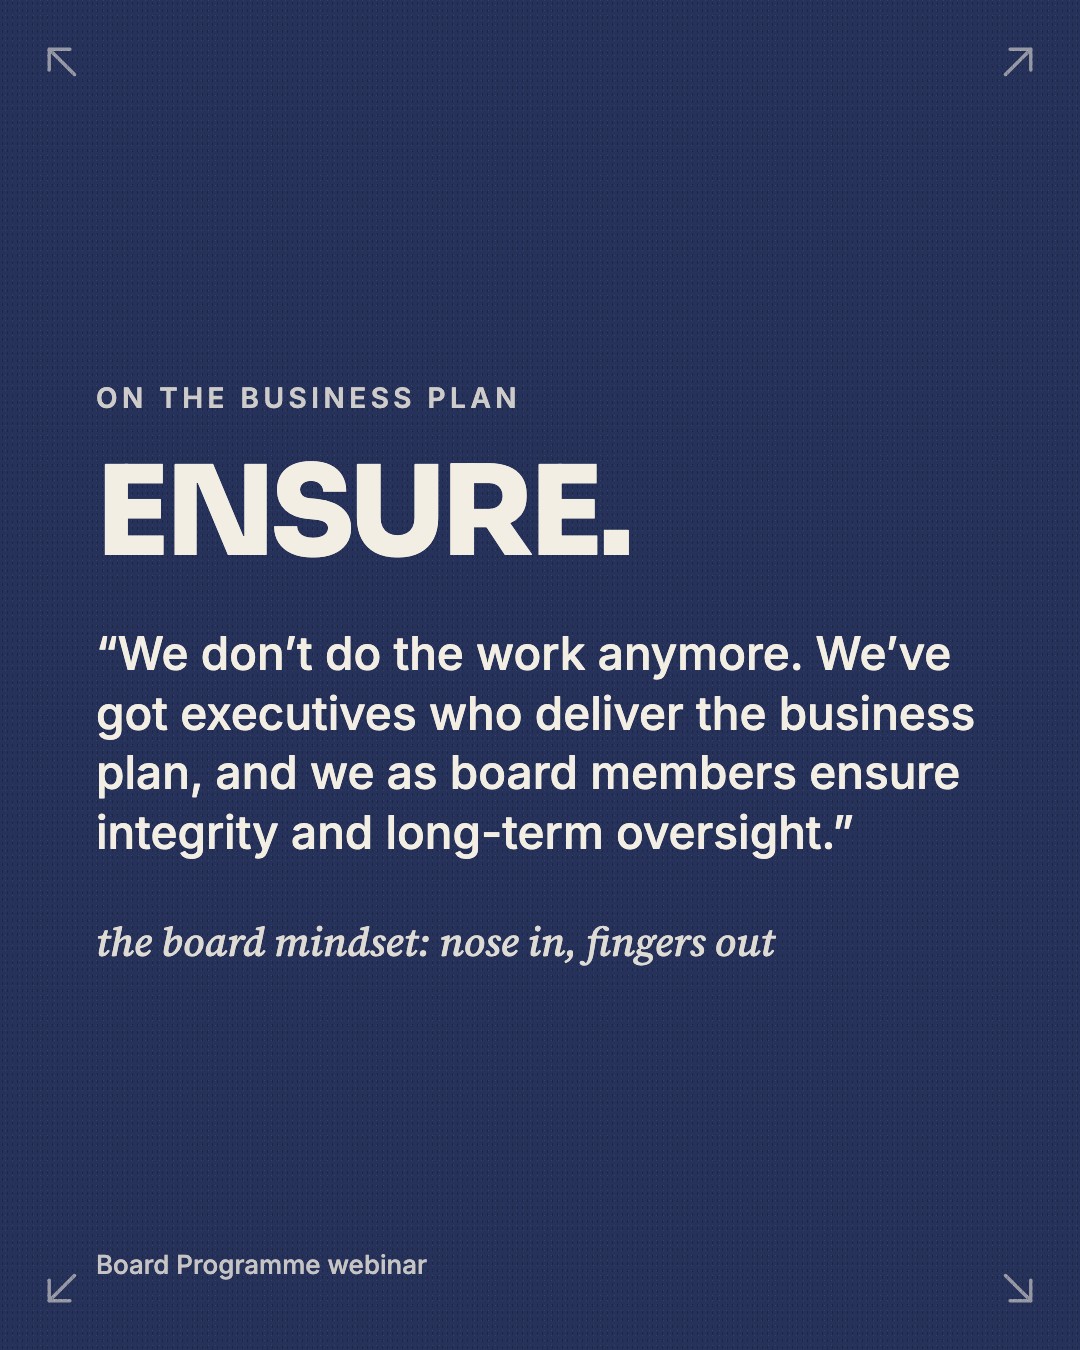 ON THE BUSINESS PLAN
ENSURE.
“We don’t do the work anymore. We’ve
got executives who deliver the business
plan, and we as board members ensure
integrity and long-term oversight.”
the board mindset: nose in, fingers out
Board Programme webinar